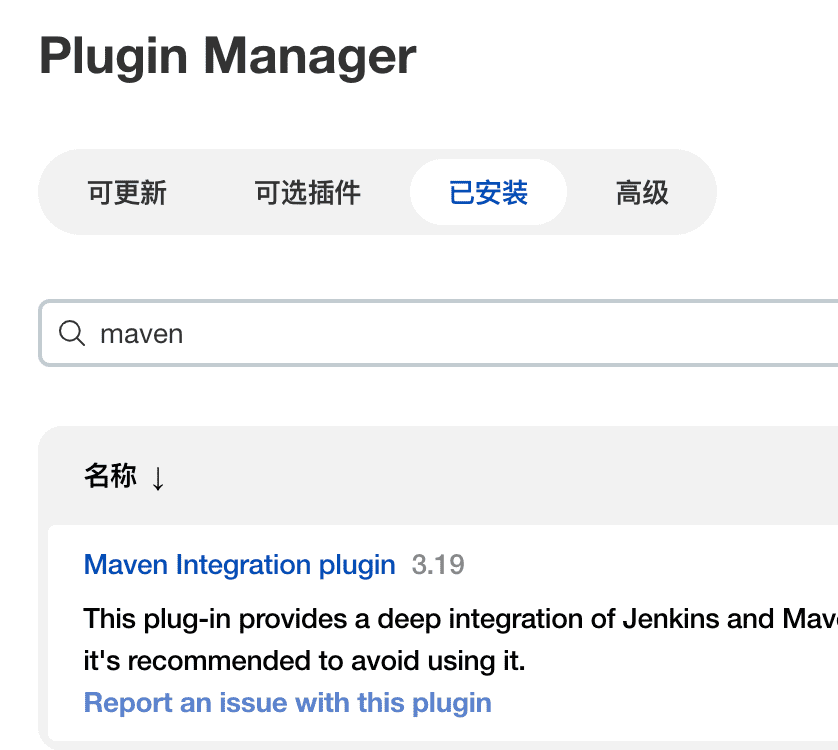 Plugin Manager
可更新 可选插件 已安装 高级
maven
名称 ↓
Maven Integration plugin 3.19
This plug-in provides a deep integration of Jenkins and
it's recommended to avoid using it.
Report an issue with this plugin